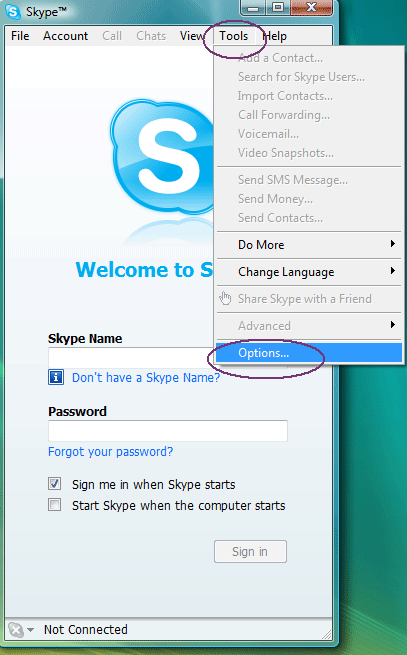 Skype™
File Account Call Chats View Tools Help
Add a Contact...
Search for Skype Users...
Import Contacts...
Call Forwarding...
Voicemail...
Video Snapshots...
Send SMS Message...
Send Money...
Send Contacts...
Do More
Change Language
Share Skype with a Friend
Advanced
Options...
S
Welcome to S
Skype Name
Don't have a Skype Name?
Password
Forgot your password?
Sign me in when Skype starts
Start Skype when the computer starts
Sign in
Not Connected